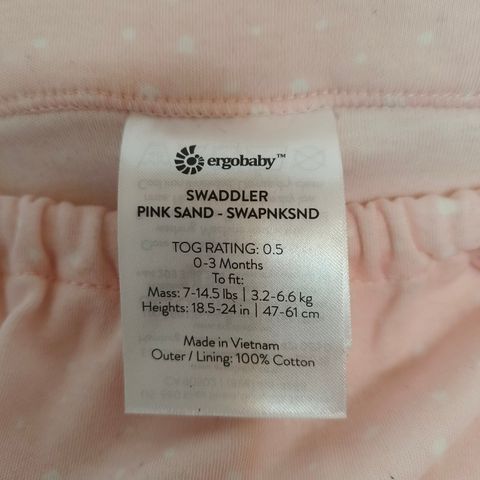 ergobaby™
SWADDLER
PINK SAND - SWAPNKSND
TOG RATING: 0.5
0-3 Months
To fit:
Mass: 7-14.5 lbs | 3.2-6.6 kg
Heights: 18.5-24 in | 47-61 cm
Made in Vietnam
Outer / Lining: 100% Cotton